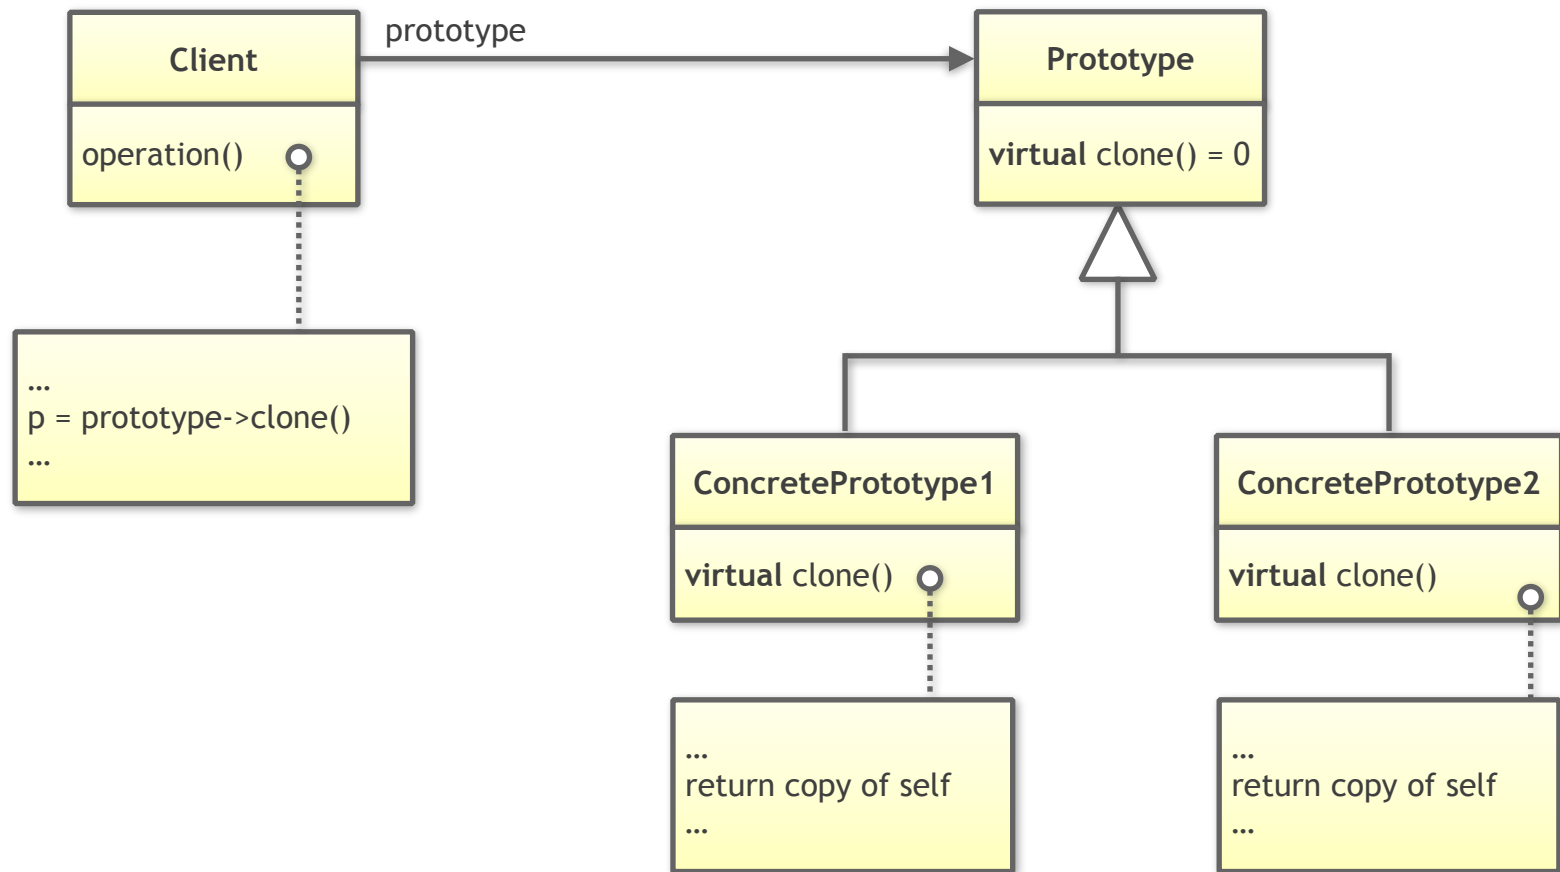 Client
prototype
Prototype
operation()
virtual clone() = 0
...
p = prototype->clone()
...
ConcretePrototype1
ConcretePrototype2
virtual clone()
virtual clone()
...
return copy of self
...
...
return copy of self
...